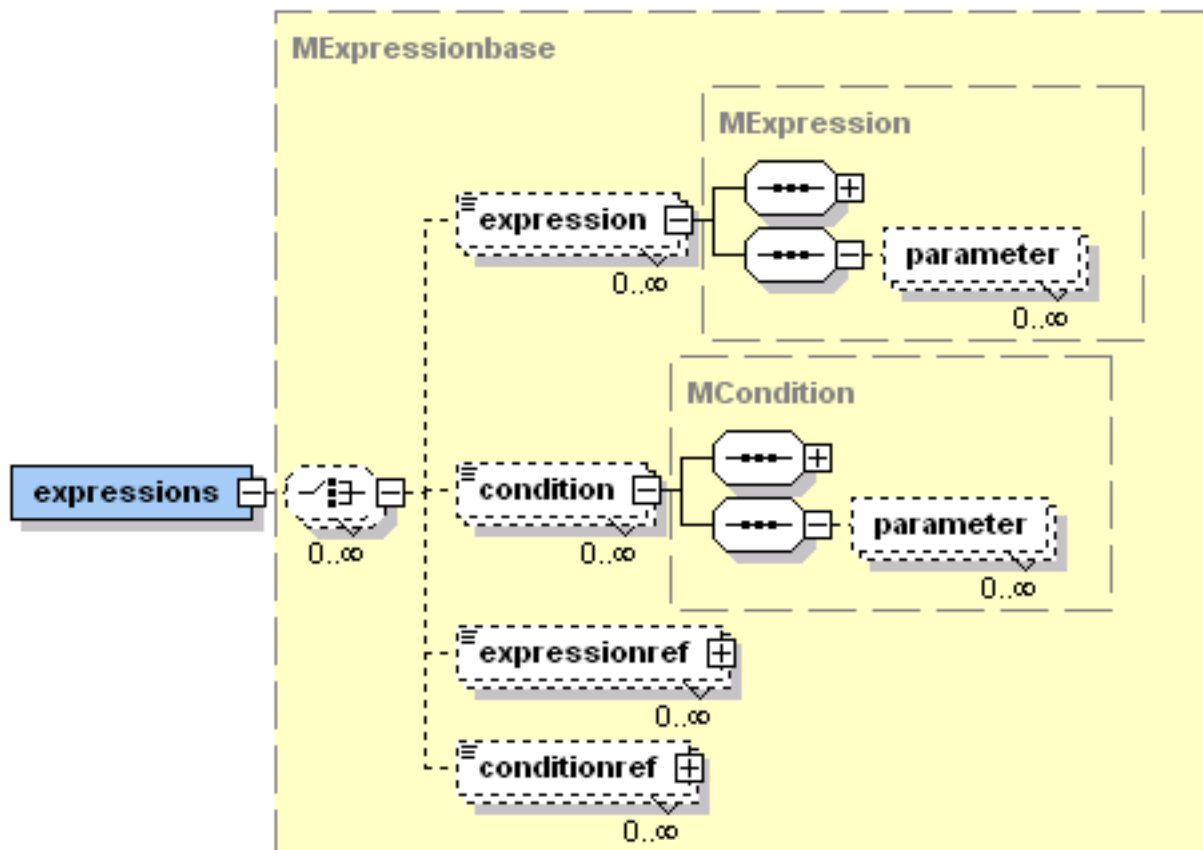 MExpressionbase
MExpression
expression
0..∞
parameter
0..∞
MCondition
expressions
0..∞
condition
0..∞
parameter
0..∞
expressionref
0..∞
conditionref
0..∞